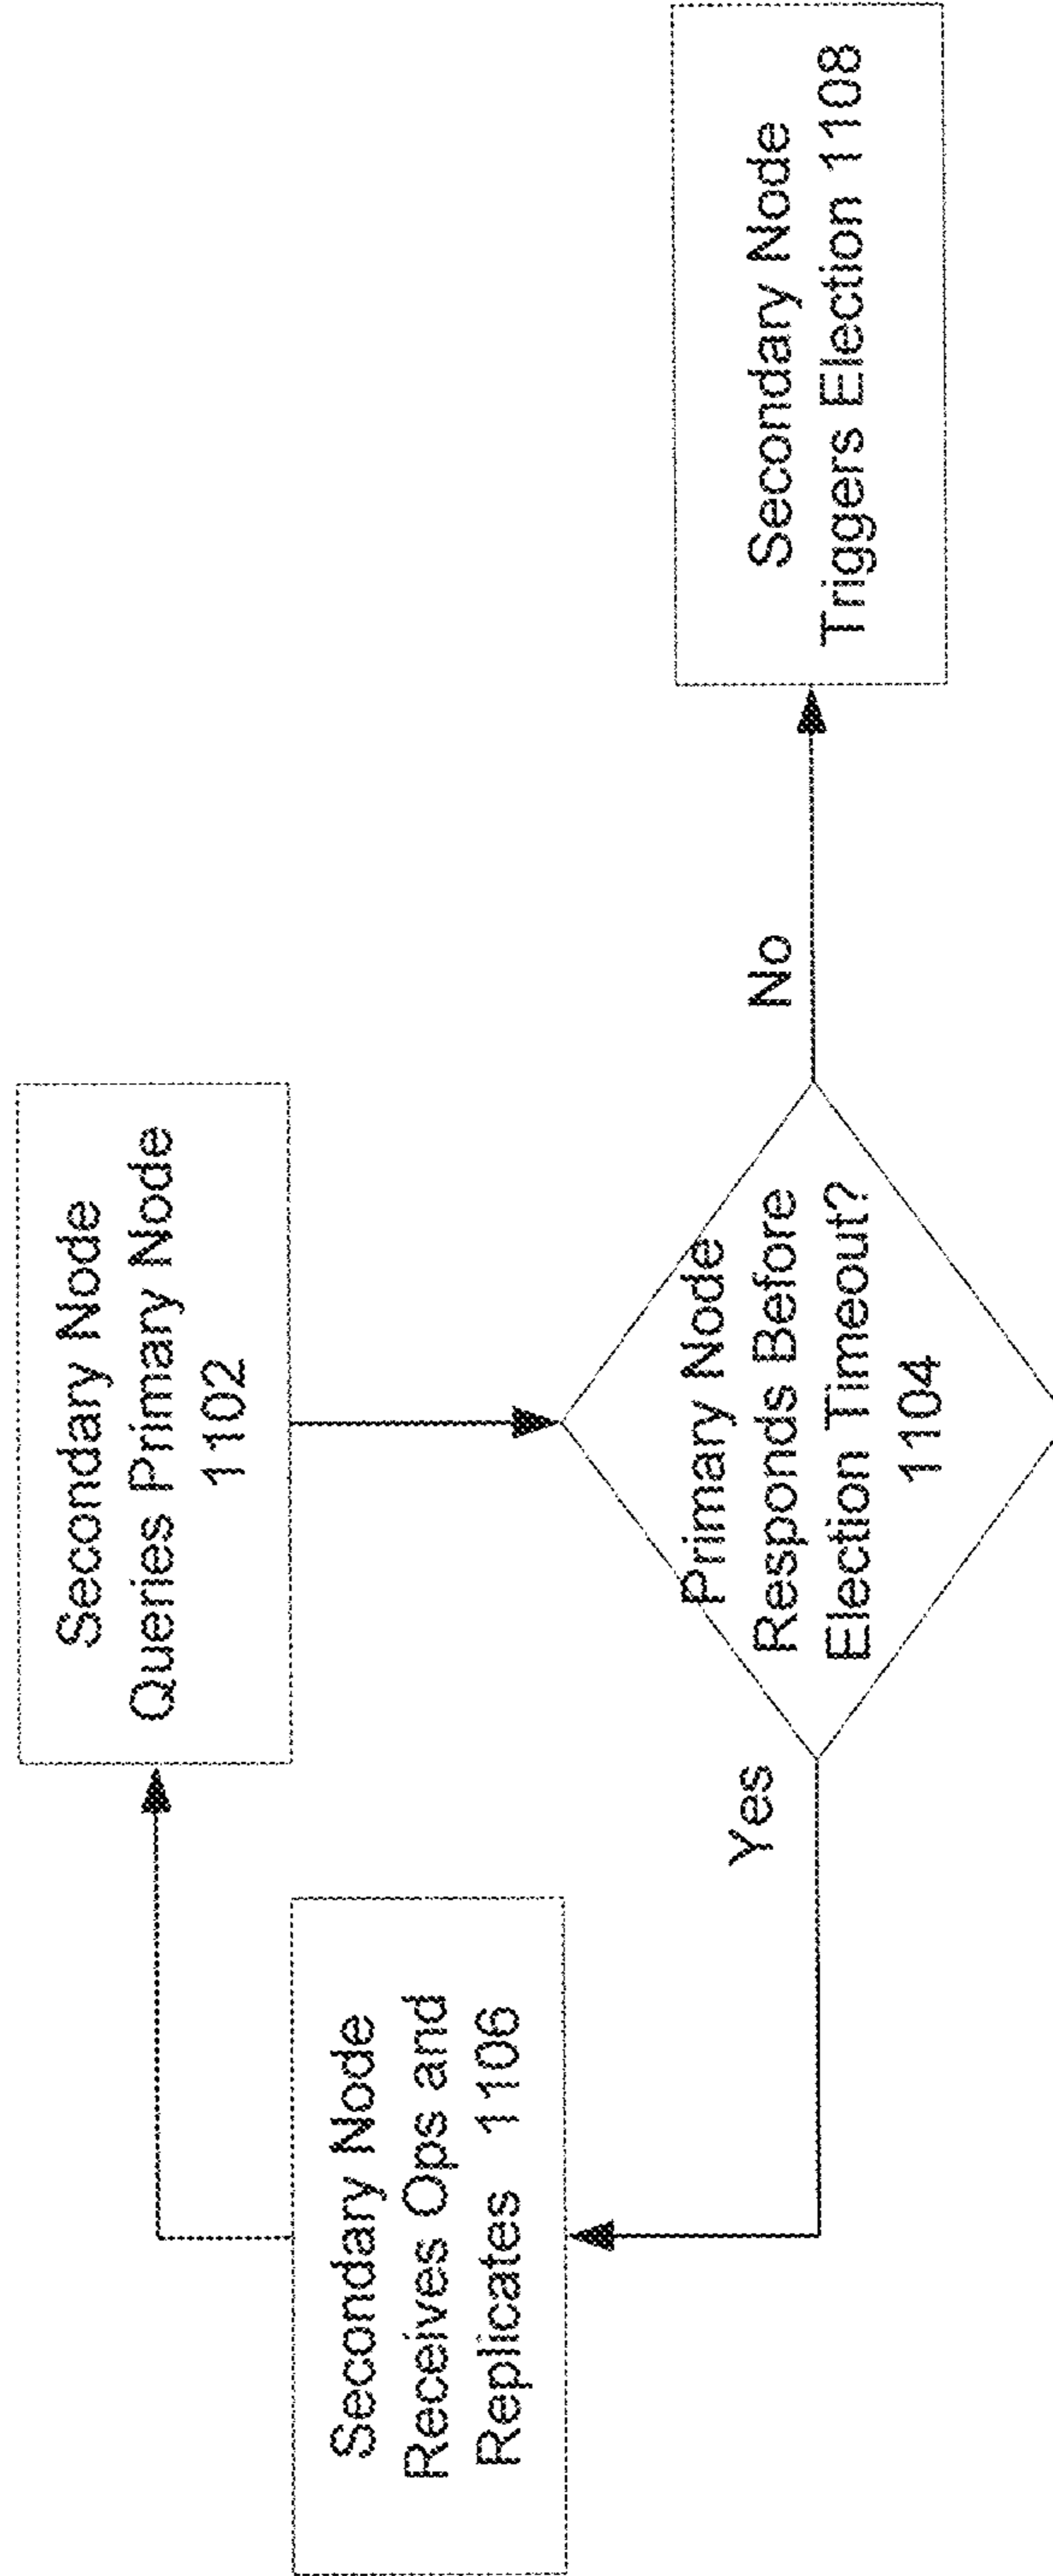 Secondary Node
Queries Primary Node
1102
Secondary Node
Receives Ops and
Replicates 1106
Primary Node
Responds Before
Election Timeout?
1104
Yes
No
Secondary Node
Triggers Election 1108